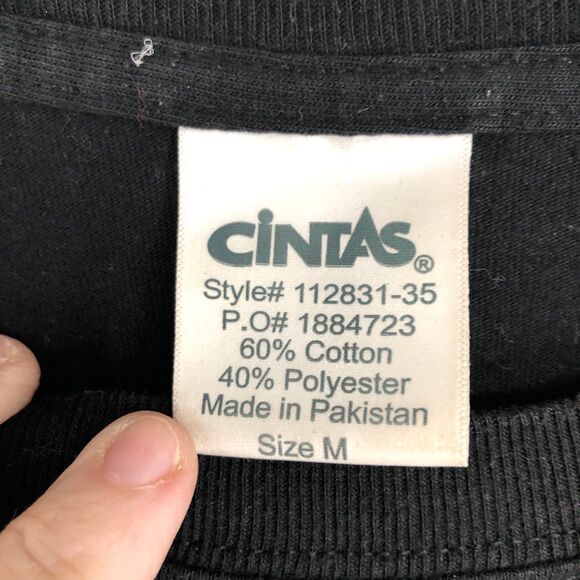 CiNTAS®
Style# 112831-35
P.O# 1884723
60% Cotton
40% Polyester
Made in Pakistan
Size M